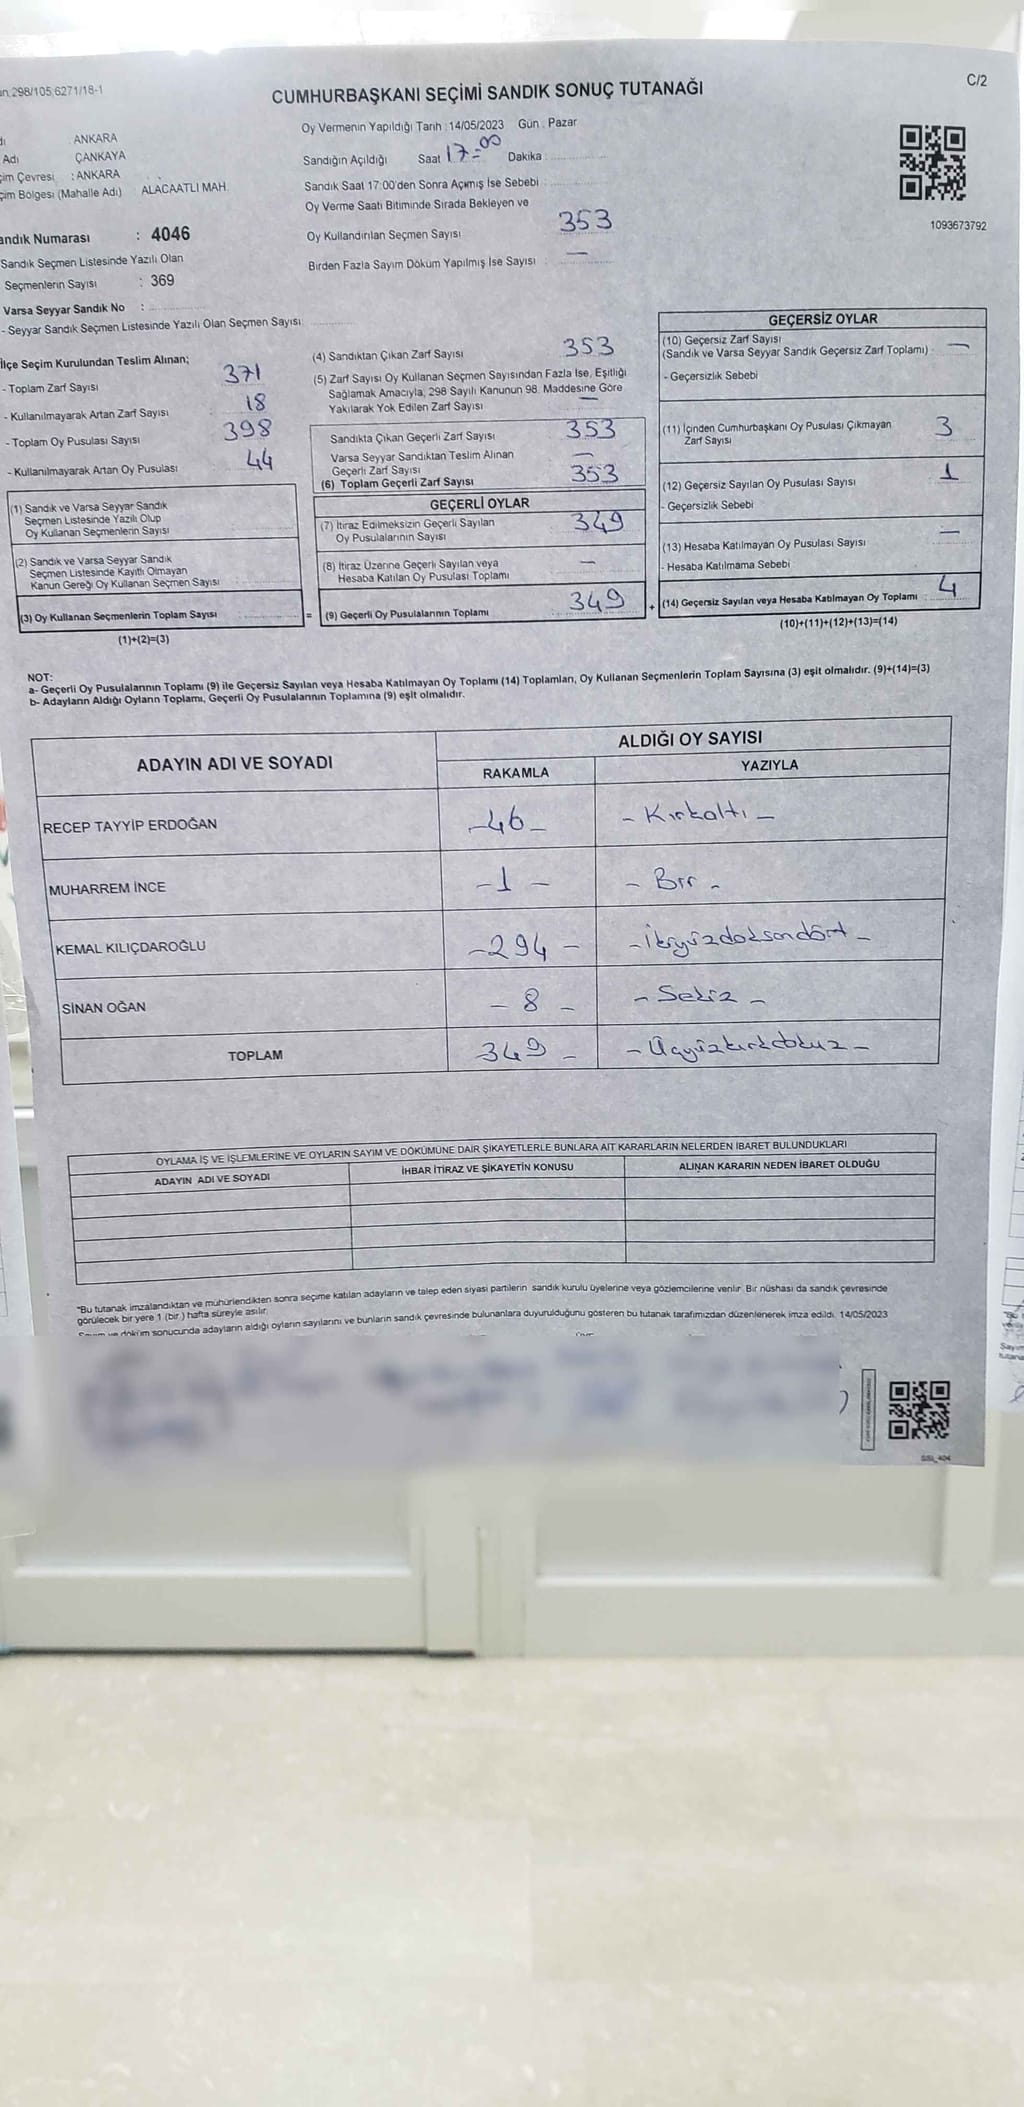 298/105,6271/18-1
C/2
CUMHURBAŞKANI SEÇİMİ SANDIK SONUÇ TUTANAĞI
ANKARA
Adı ÇANKAYA
: ANKARA
(Mahalle Adı) ALACAATLI MAH.
Sandık Numarası : 4046
Sandık Seçmen Listesinde Yazılı Olan
Seçmenlerin Sayısı : 369
Varsa Seyyar Sandık No :
- Seyyar Sandık Seçmen Listesinde Yazılı Olan Seçmen Sayısı:
Oy Vermenin Yapıldığı Tarih : 14/05/2023 Gün : Pazar
Sandığın Açıldığı Saat 17-00 Dakika :
Sandık Saat 17:00'den Sonra Açımış İse Sebebi :
Oy Verme Saati Bitiminde Sırada Bekleyen ve
Oy Kullandırılan Seçmen Sayısı 353
Birden Fazla Sayım Döküm Yapılmış İse Sayısı : —
1093673792
İlçe Seçim Kurulundan Teslim Alınan;
- Toplam Zarf Sayısı 371
- Kullanılmayarak Artan Zarf Sayısı 18
- Toplam Oy Pusulası Sayısı 398
- Kullanılmayarak Artan Oy Pusulası 44
(1) Sandık ve Varsa Seyyar Sandık
Seçmen Listesinde Yazılı Olup
Oy Kullanan Seçmenlerin Sayısı
(2) Sandık ve Varsa Seyyar Sandık
Seçmen Listesinde Kayıtlı Olmayan
Kanun Gereği Oy Kullanan Seçmen Sayısı
(3) Oy Kullanan Seçmenlerin Toplam Sayısı
(1)+(2)=(3)
(4) Sandıktan Çıkan Zarf Sayısı 353
(5) Zarf Sayısı Oy Kullanan Seçmen Sayısından Fazla İse, Eşitliği
Sağlamak Amacıyla, 298 Sayılı Kanunun 98. Maddesine Göre
Yakılarak Yok Edilen Zarf Sayısı —
Sandıkta Çıkan Geçerli Zarf Sayısı 353
Varsa Seyyar Sandıktan Teslim Alınan
Geçerli Zarf Sayısı —
(6) Toplam Geçerli Zarf Sayısı 353
GEÇERLİ OYLAR
(7) İtiraz Edilmeksizin Geçerli Sayılan
Oy Pusulalarının Sayısı 349
(8) İtiraz Üzerine Geçerli Sayılan veya
Hesaba Katılan Oy Pusulası Toplamı —
= (9) Geçerli Oy Pusulalarının Toplamı 349
GEÇERSİZ OYLAR
(10) Geçersiz Zarf Sayısı
(Sandık ve Varsa Seyyar Sandık Geçersiz Zarf Toplamı) —
- Geçersizlik Sebebi
(11) İçinden Cumhurbaşkanı Oy Pusulası Çıkmayan
Zarf Sayısı 3
(12) Geçersiz Sayılan Oy Pusulası Sayısı 1
- Geçersizlik Sebebi
(13) Hesaba Katılmayan Oy Pusulası Sayısı —
- Hesaba Katılmama Sebebi
+ (14) Geçersiz Sayılan veya Hesaba Katılmayan Oy Toplamı : 4
(10)+(11)+(12)+(13)=(14)
NOT:
a- Geçerli Oy Pusulalarının Toplamı (9) ile Geçersiz Sayılan veya Hesaba Katılmayan Oy Toplamı (14) Toplamları, Oy Kullanan Seçmenlerin Toplam Sayısına (3) eşit olmalıdır. (9)+(14)=(3)
b- Adayların Aldığı Oyların Toplamı, Geçerli Oy Pusulalarının Toplamına (9) eşit olmalıdır.
ADAYIN ADI VE SOYADI
ALDIĞI OY SAYISI
RAKAMLA YAZIYLA
RECEP TAYYİP ERDOĞAN -46- - Kırkaltı -
MUHARREM İNCE -1- - Bir -
KEMAL KILIÇDAROĞLU -294- - İkiyüzdoksandört -
SİNAN OĞAN - 8 - - Sekiz -
TOPLAM 349 - - Üçyüzkırkdokuz -
OYLAMA İŞ VE İŞLEMLERİNE VE OYLARIN SAYIM VE DÖKÜMÜNE DAİR ŞİKAYETLERLE BUNLARA AİT KARARLARIN NELERDEN İBARET BULUNDUKLARI
ADAYIN ADI VE SOYADI İHBAR İTİRAZ VE ŞİKAYETİN KONUSU ALINAN KARARIN NEDEN İBARET OLDUĞU
*Bu tutanak imzalandıktan ve mühürlendikten sonra seçime katılan adayların ve talep eden siyasi partilerin sandık kurulu üyelerine veya gözlemcilerine verilir. Bir nüshası da sandık çevresinde
görülecek bir yere 1 (bir) hafta süreyle asılır.
Sayım ve döküm sonucunda adayların aldığı oyların sayılarını ve bunların sandık çevresinde bulunanlara duyurulduğunu gösteren bu tutanak tarafımızdan düzenlenerek imza edildi. 14/05/2023